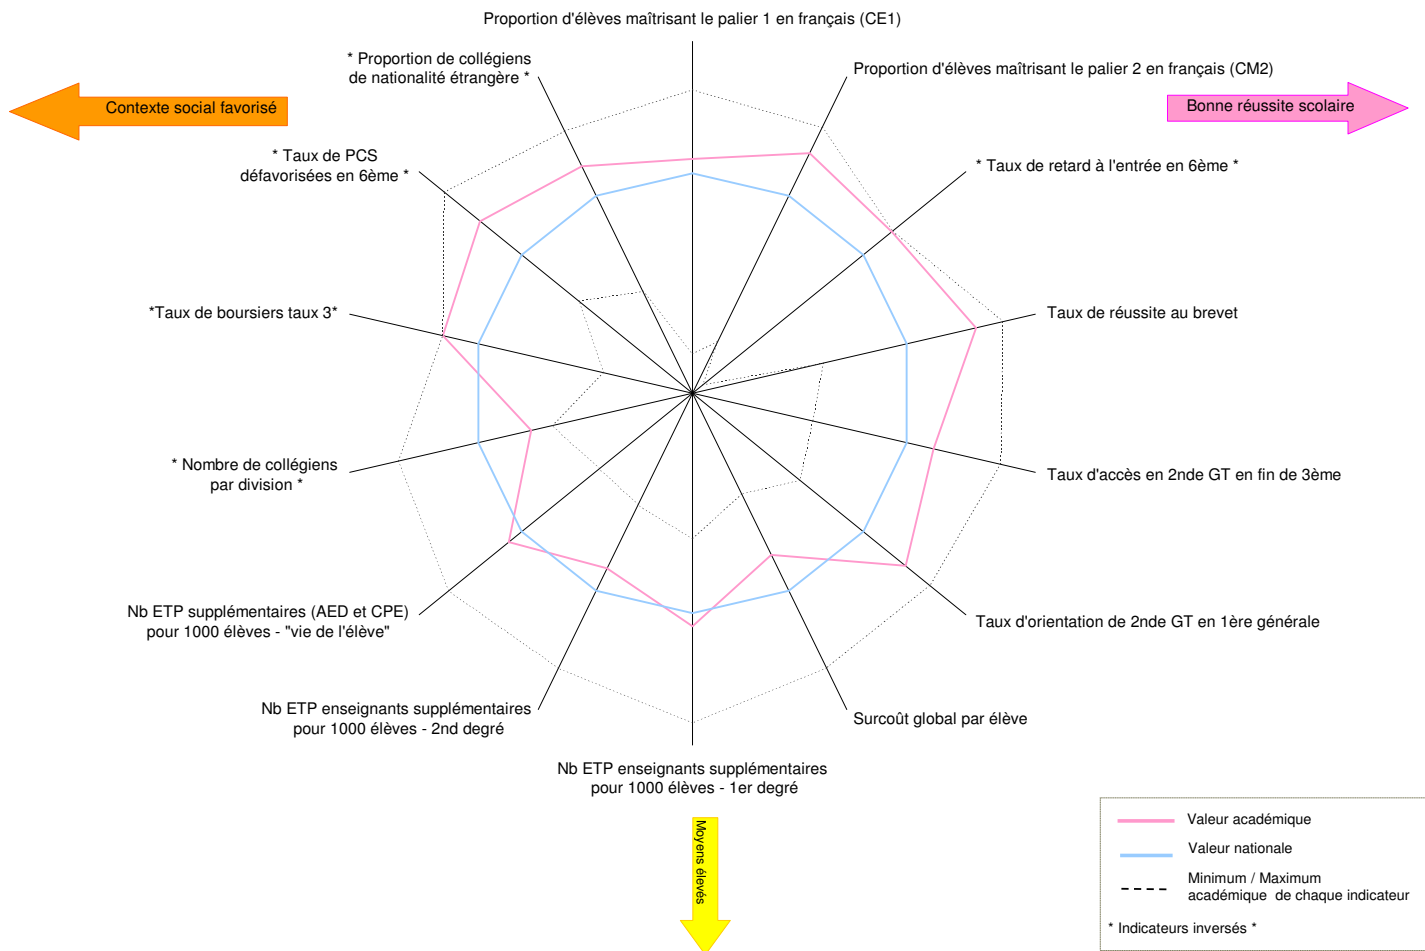 Proportion d'élèves maîtrisant le palier 1 en français (CE1)
* Proportion de collégiens
de nationalité étrangère *
Proportion d'élèves maîtrisant le palier 2 en français (CM2)
Contexte social favorisé
Bonne réussite scolaire
* Taux de PCS
défavorisées en 6ème *
* Taux de retard à l'entrée en 6ème *
*Taux de boursiers taux 3*
Taux de réussite au brevet
* Nombre de collégiens
par division *
Taux d'accès en 2nde GT en fin de 3ème
Nb ETP supplémentaires (AED et CPE)
pour 1000 élèves - "vie de l'élève"
Taux d'orientation de 2nde GT en 1ère générale
Nb ETP enseignants supplémentaires
pour 1000 élèves - 2nd degré
Surcoût global par élève
Nb ETP enseignants supplémentaires
pour 1000 élèves - 1er degré
Moyens élevés
Valeur académique
Valeur nationale
Minimum / Maximum
académique de chaque indicateur
* Indicateurs inversés *